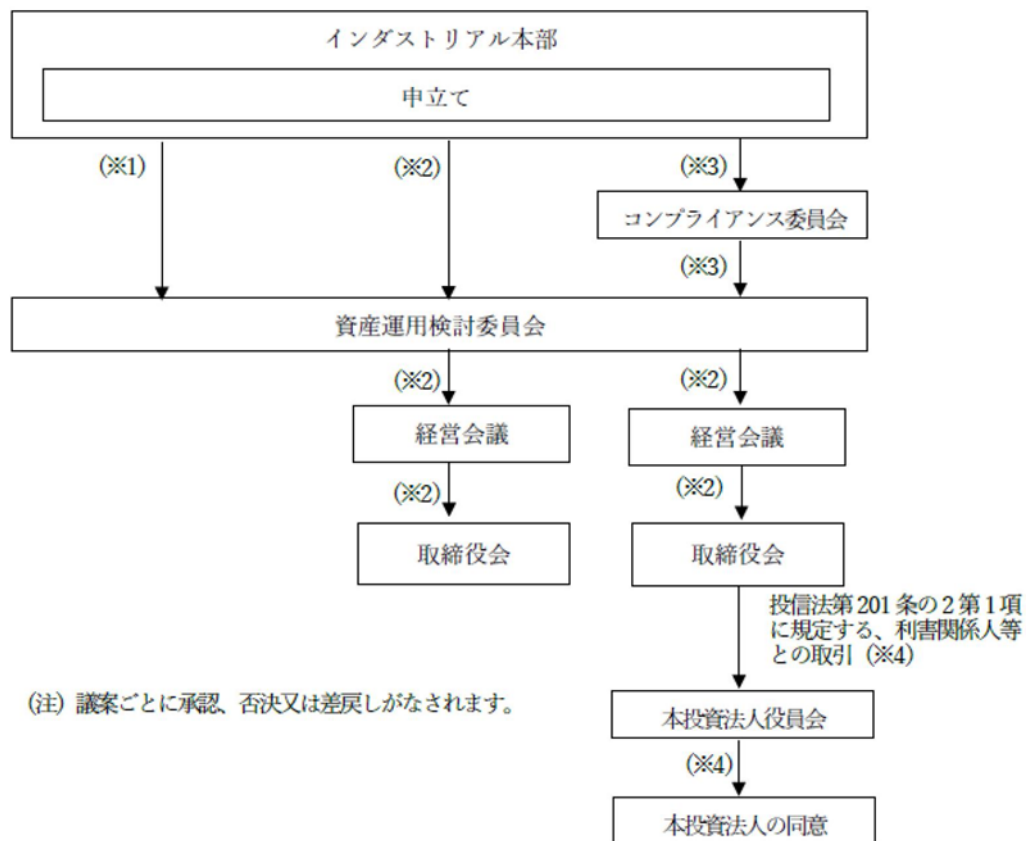 インダストリアル本部
申立て
(※1)
(※2)
(※3)
コンプライアンス委員会
(※3)
資産運用検討委員会
(※2)
(※2)
経営会議
経営会議
(※2)
(※2)
取締役会
取締役会
投信法第201条の2第1項
に規定する、利害関係人等
との取引(※4)
(注)議案ごとに承認、否決又は差戻しがなされます。
本投資法人役員会
(※4)
本投資法人の同意